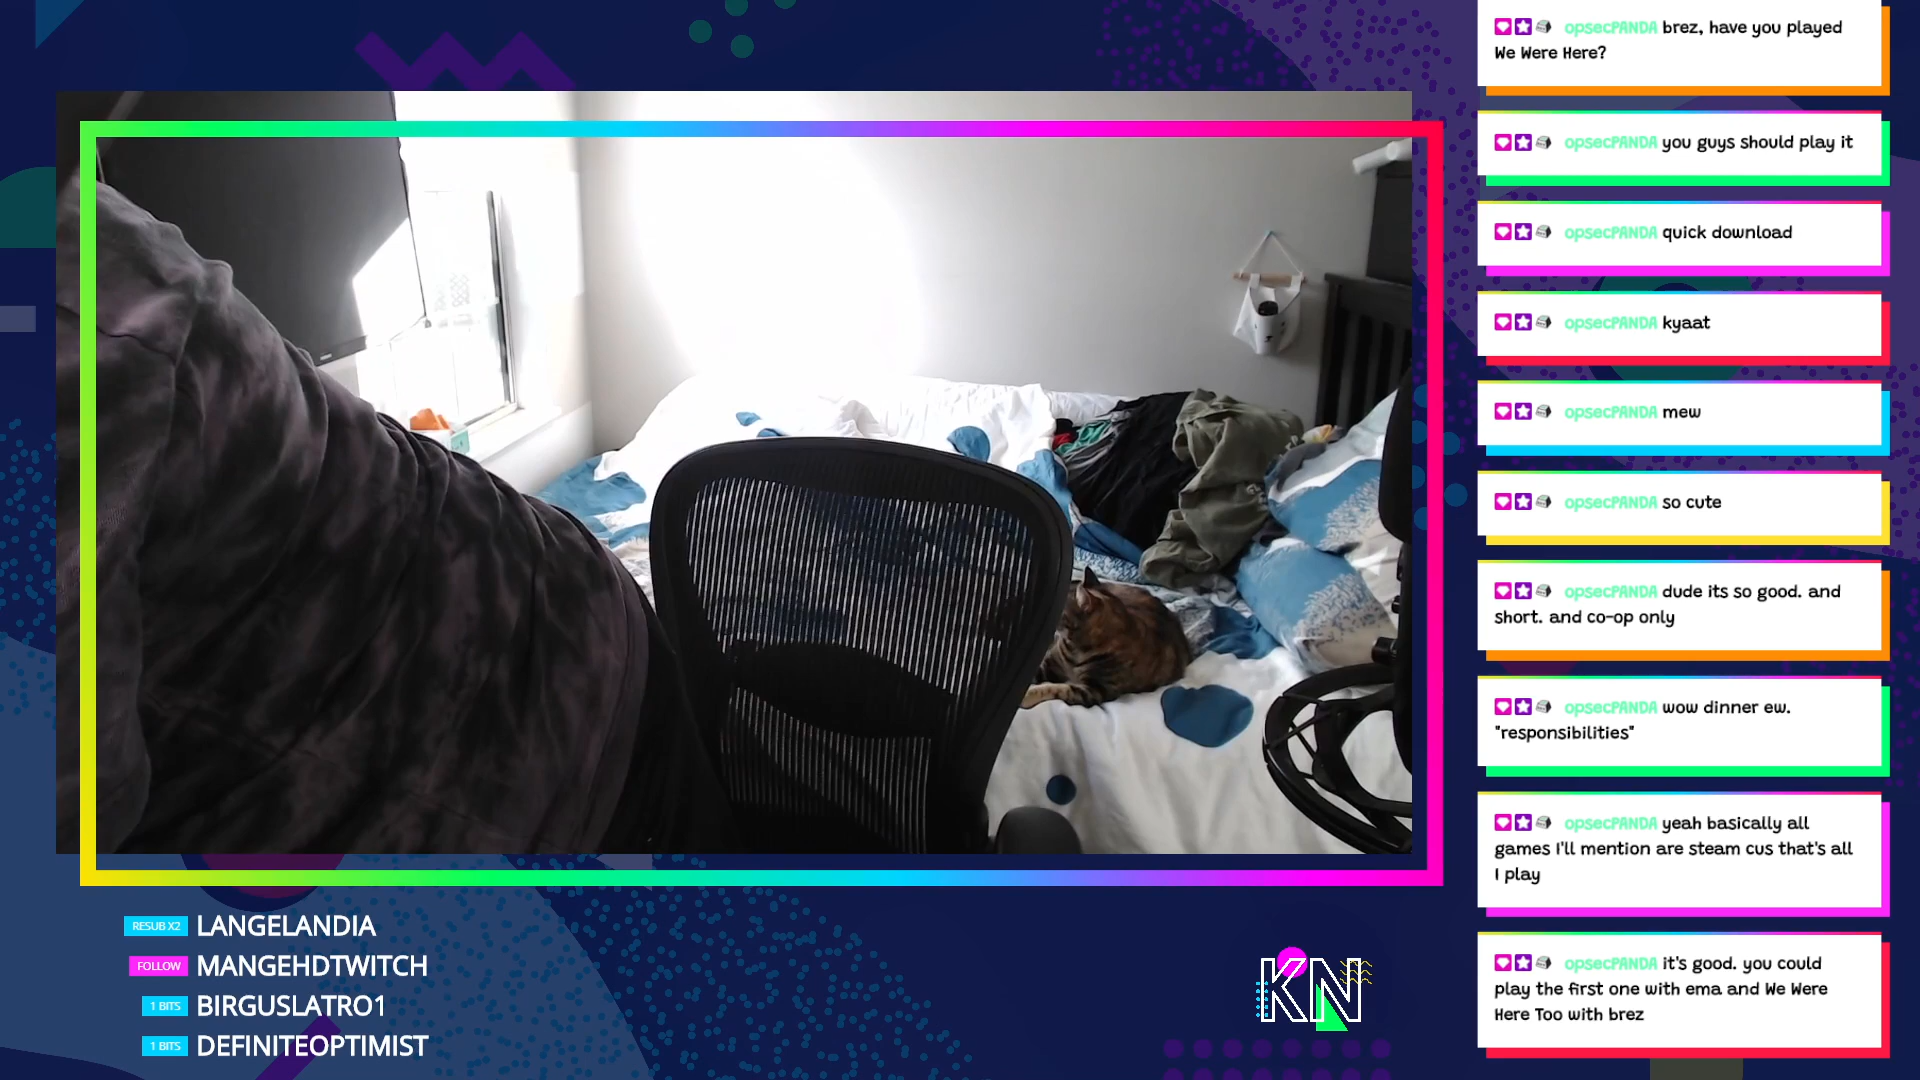 opsecPANDA brez, have you played
We Were Here?
opsecPANDA you guys should play it
opsecPANDA quick download
opsecPANDA kyaat
opsecPANDA mew
opsecPANDA so cute
opsecPANDA dude its so good. and
short. and co-op only
opsecPANDA wow dinner ew.
"responsibilities"
opsecPANDA yeah basically all
games I'll mention are steam cus that's all
I play
opsecPANDA it's good. you could
play the first one with ema and We Were
Here Too with brez
RESUB X2 LANGELANDIA
FOLLOW MANGEHDTWITCH
1 BITS BIRGUSLATRO1
1 BITS DEFINITEOPTIMIST
KN